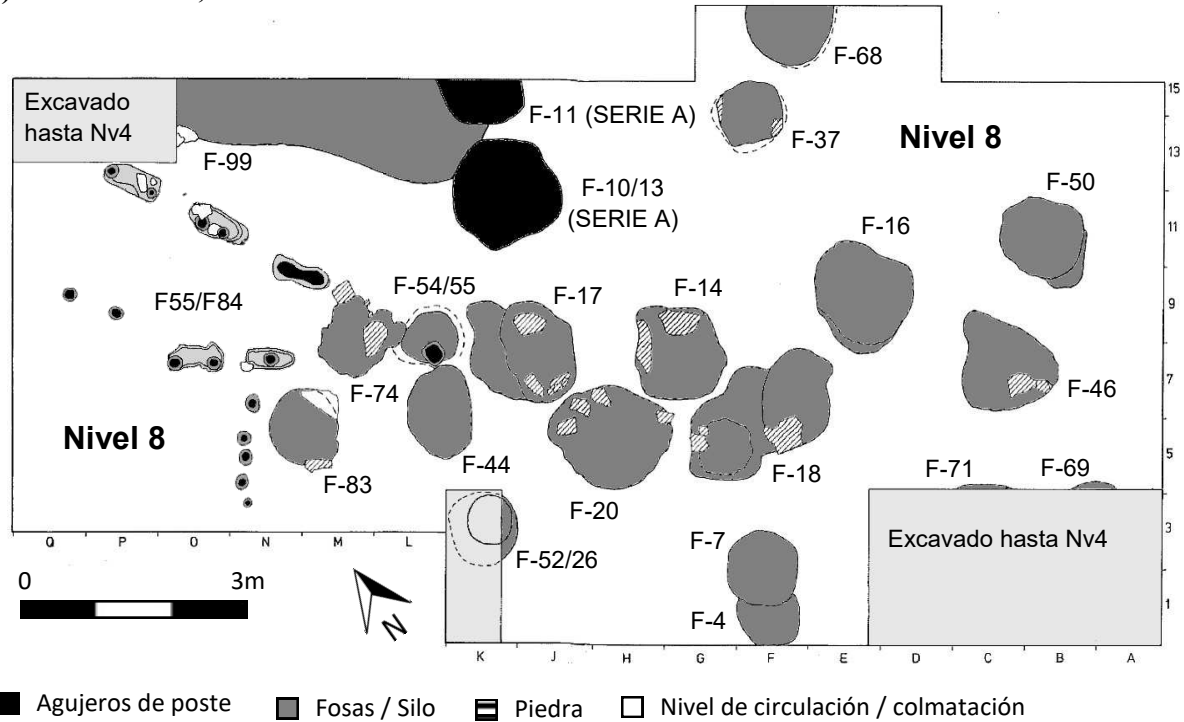 F-68
15
Excavado
hasta Nv4
F-11 (SERIE A)
F-37
Nivel 8
13
F-99
F-10/13
(SERIE A)
F-50
F-16
11
F55/F84
F-54/55
F-17
F-14
9
F-74
F-46
7
Nivel 8
F-83
F-44
F-20
F-18
5
F-71
F-69
Q P O N M L
F-52/26
F-7
Excavado hasta Nv4
3
0 3m
N
F-4
1
K J H G F E D C B A
Agujeros de poste Fosas / Silo Piedra Nivel de circulación / colmatación